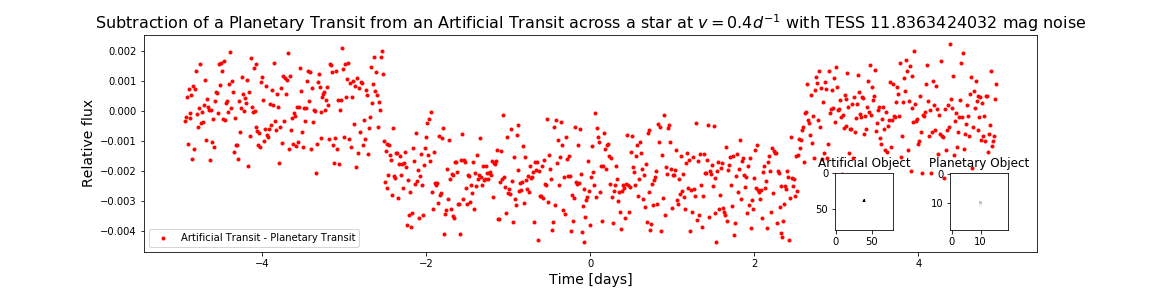 Subtraction of a Planetary Transit from an Artificial Transit across a star at v = 0.4d⁻¹ with TESS 11.8363424032 mag noise
Relative flux
0.002
0.001
0.000
−0.001
−0.002
−0.003
−0.004
Artificial Transit - Planetary Transit
Artificial Object
0
50
0 50
Planetary Object
0
10
0 10
−4 −2 0 2 4
Time [days]